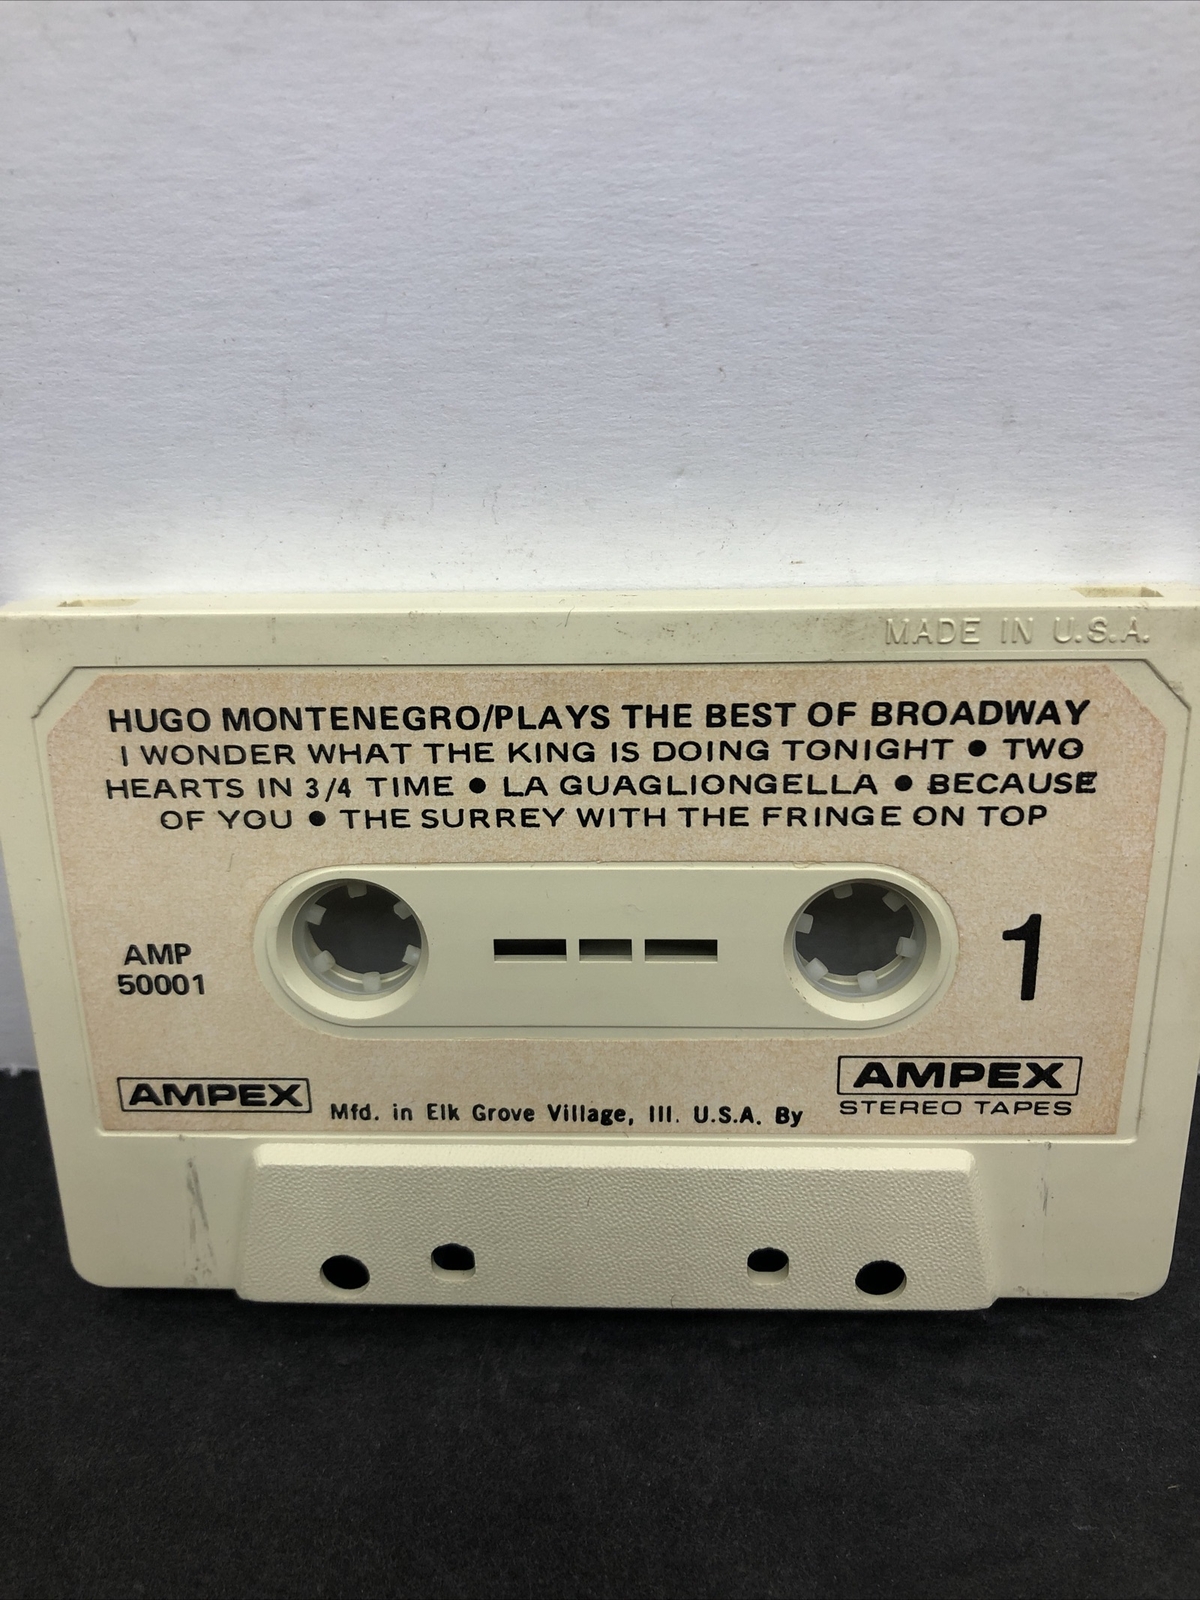 MADE IN U.S.A.
HUGO MONTENEGRO/PLAYS THE BEST OF BROADWAY
I WONDER WHAT THE KING IS DOING TONIGHT ● TWO
HEARTS IN 3/4 TIME ● LA GUAGLIONGELLA ● BECAUSE
OF YOU ● THE SURREY WITH THE FRINGE ON TOP
AMP
50001
1
AMPEX
Mfd. in Elk Grove Village, Ill. U.S.A. By
AMPEX
STEREO TAPES